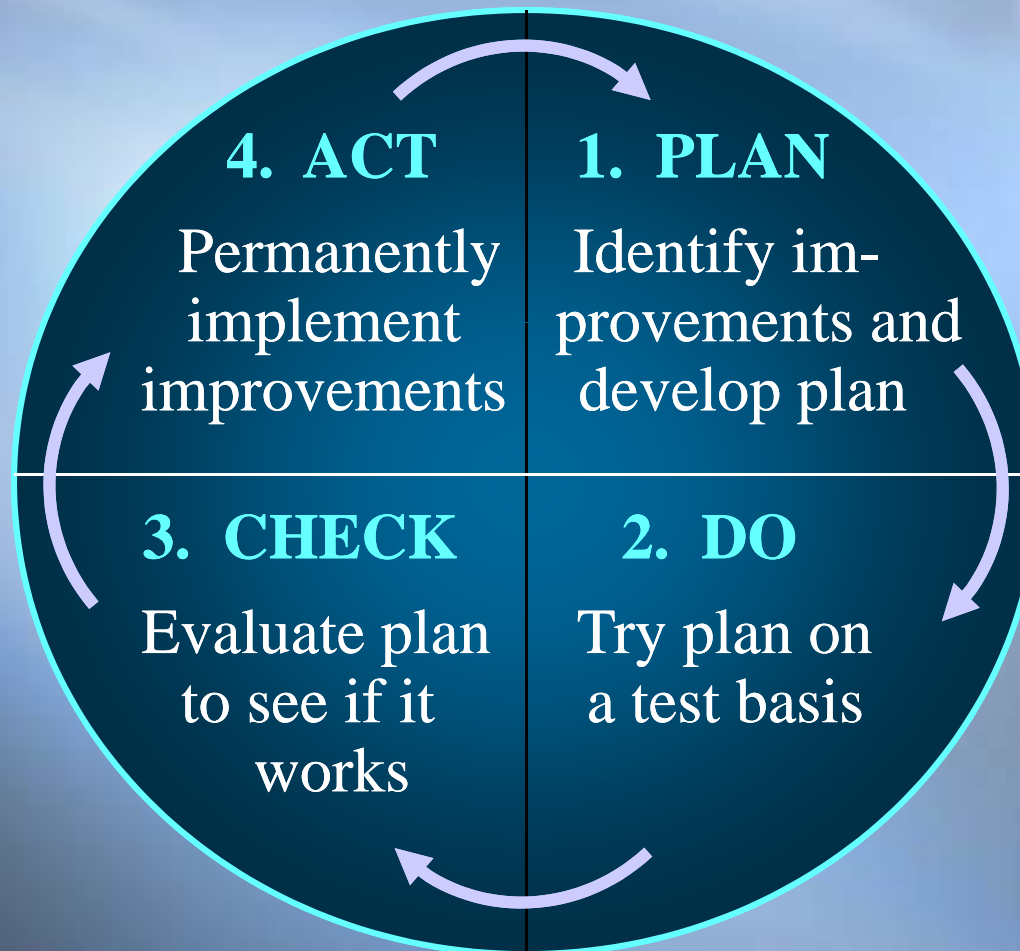 4. ACT
Permanently
implement
improvements
1. PLAN
Identify im-
provements and
develop plan
3. CHECK
Evaluate plan
to see if it
works
2. DO
Try plan on
a test basis